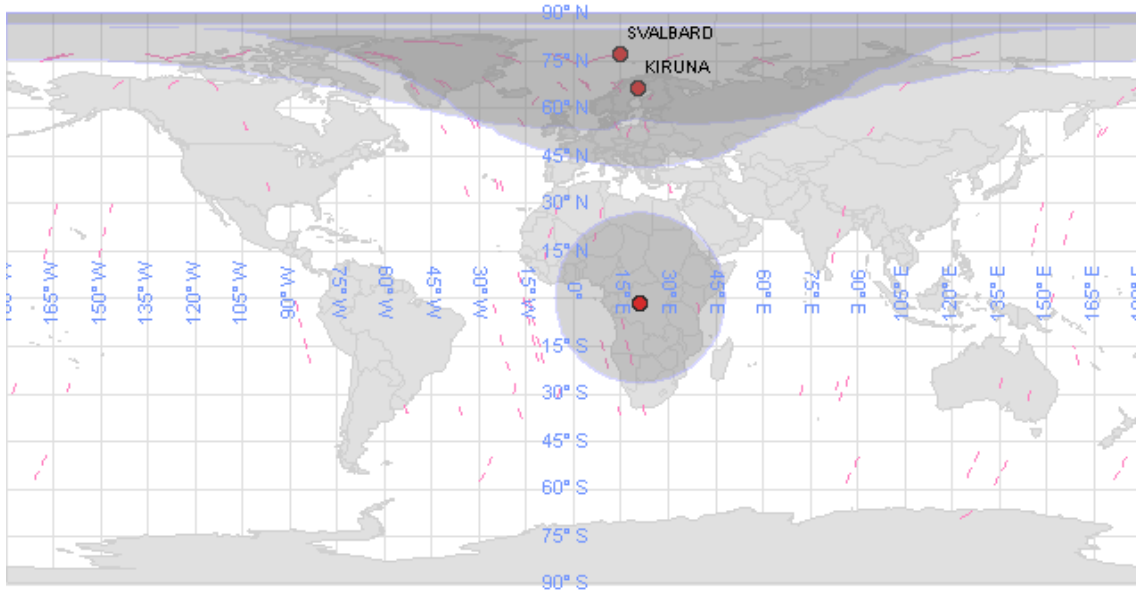 90° N
SVALBARD
75° N
KIRUNA
60° N
45° N
30° N
15° N
165° W
150° W
135° W
120° W
105° W
90° W
75° W
60° W
45° W
30° W
15° W
0°
15° E
30° E
45° E
60° E
75° E
90° E
105° E
120° E
135° E
150° E
165° E
15° S
30° S
45° S
60° S
75° S
90° S